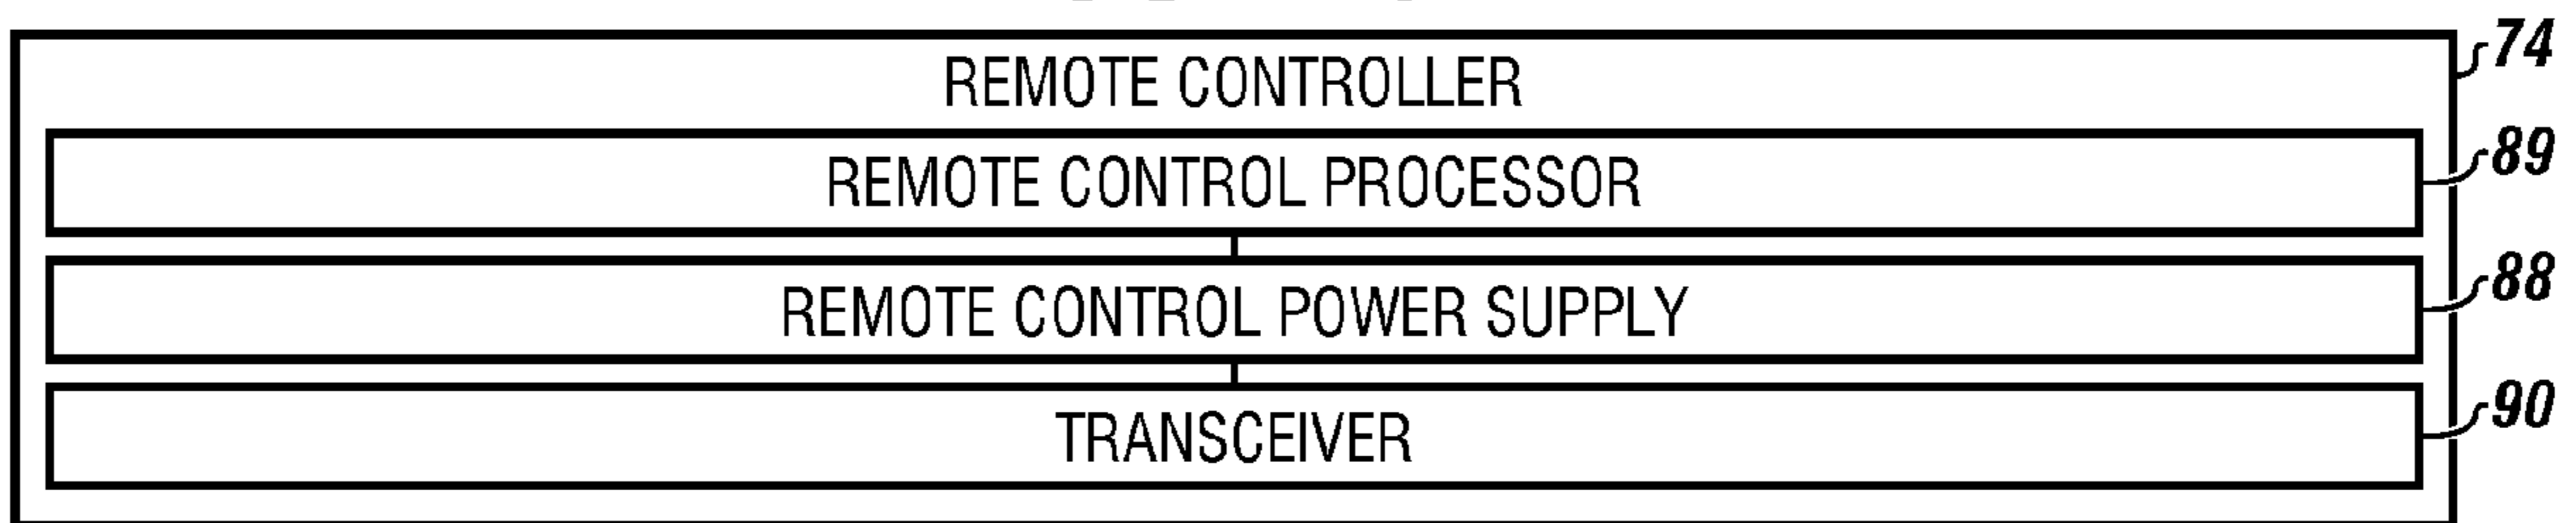 REMOTE CONTROLLER 74
REMOTE CONTROL PROCESSOR 89
REMOTE CONTROL POWER SUPPLY 88
TRANSCEIVER 90